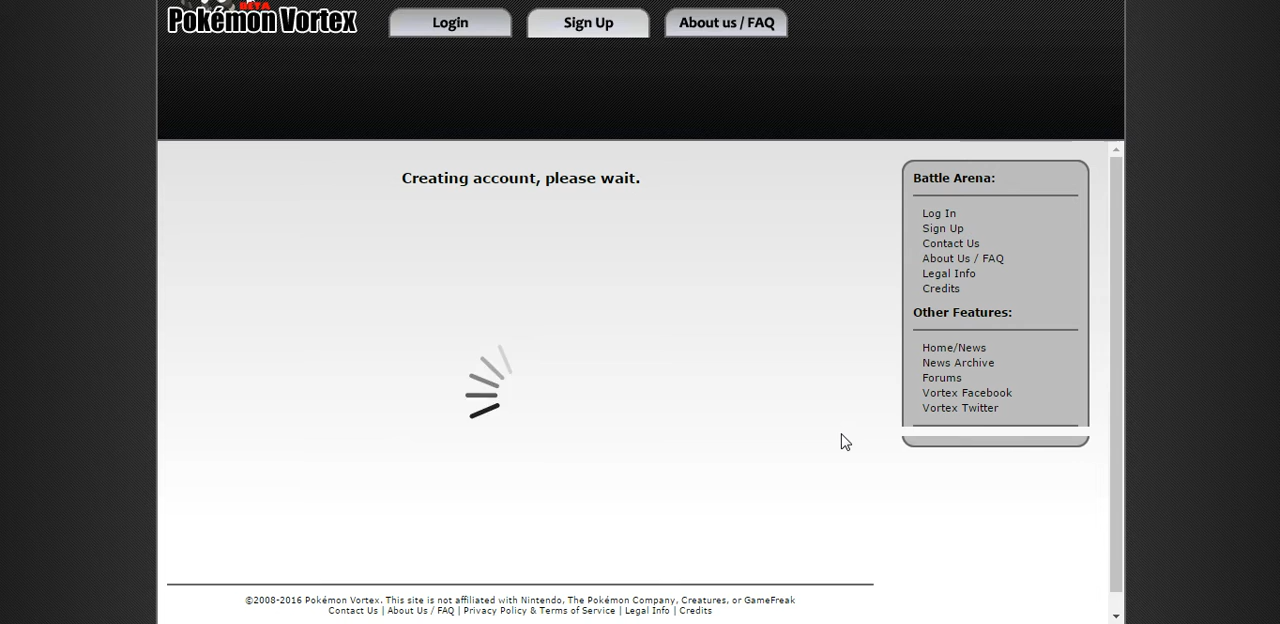 BETA
Pokémon Vortex
Login
Sign Up
About us / FAQ
Creating account, please wait.
Battle Arena:
Log In
Sign Up
Contact Us
About Us / FAQ
Legal Info
Credits
Other Features:
Home/News
News Archive
Forums
Vortex Facebook
Vortex Twitter
©2008-2016 Pokémon Vortex. This site is not affiliated with Nintendo, The Pokémon Company, Creatures, or GameFreak
Contact Us | About Us / FAQ | Privacy Policy & Terms of Service | Legal Info | Credits